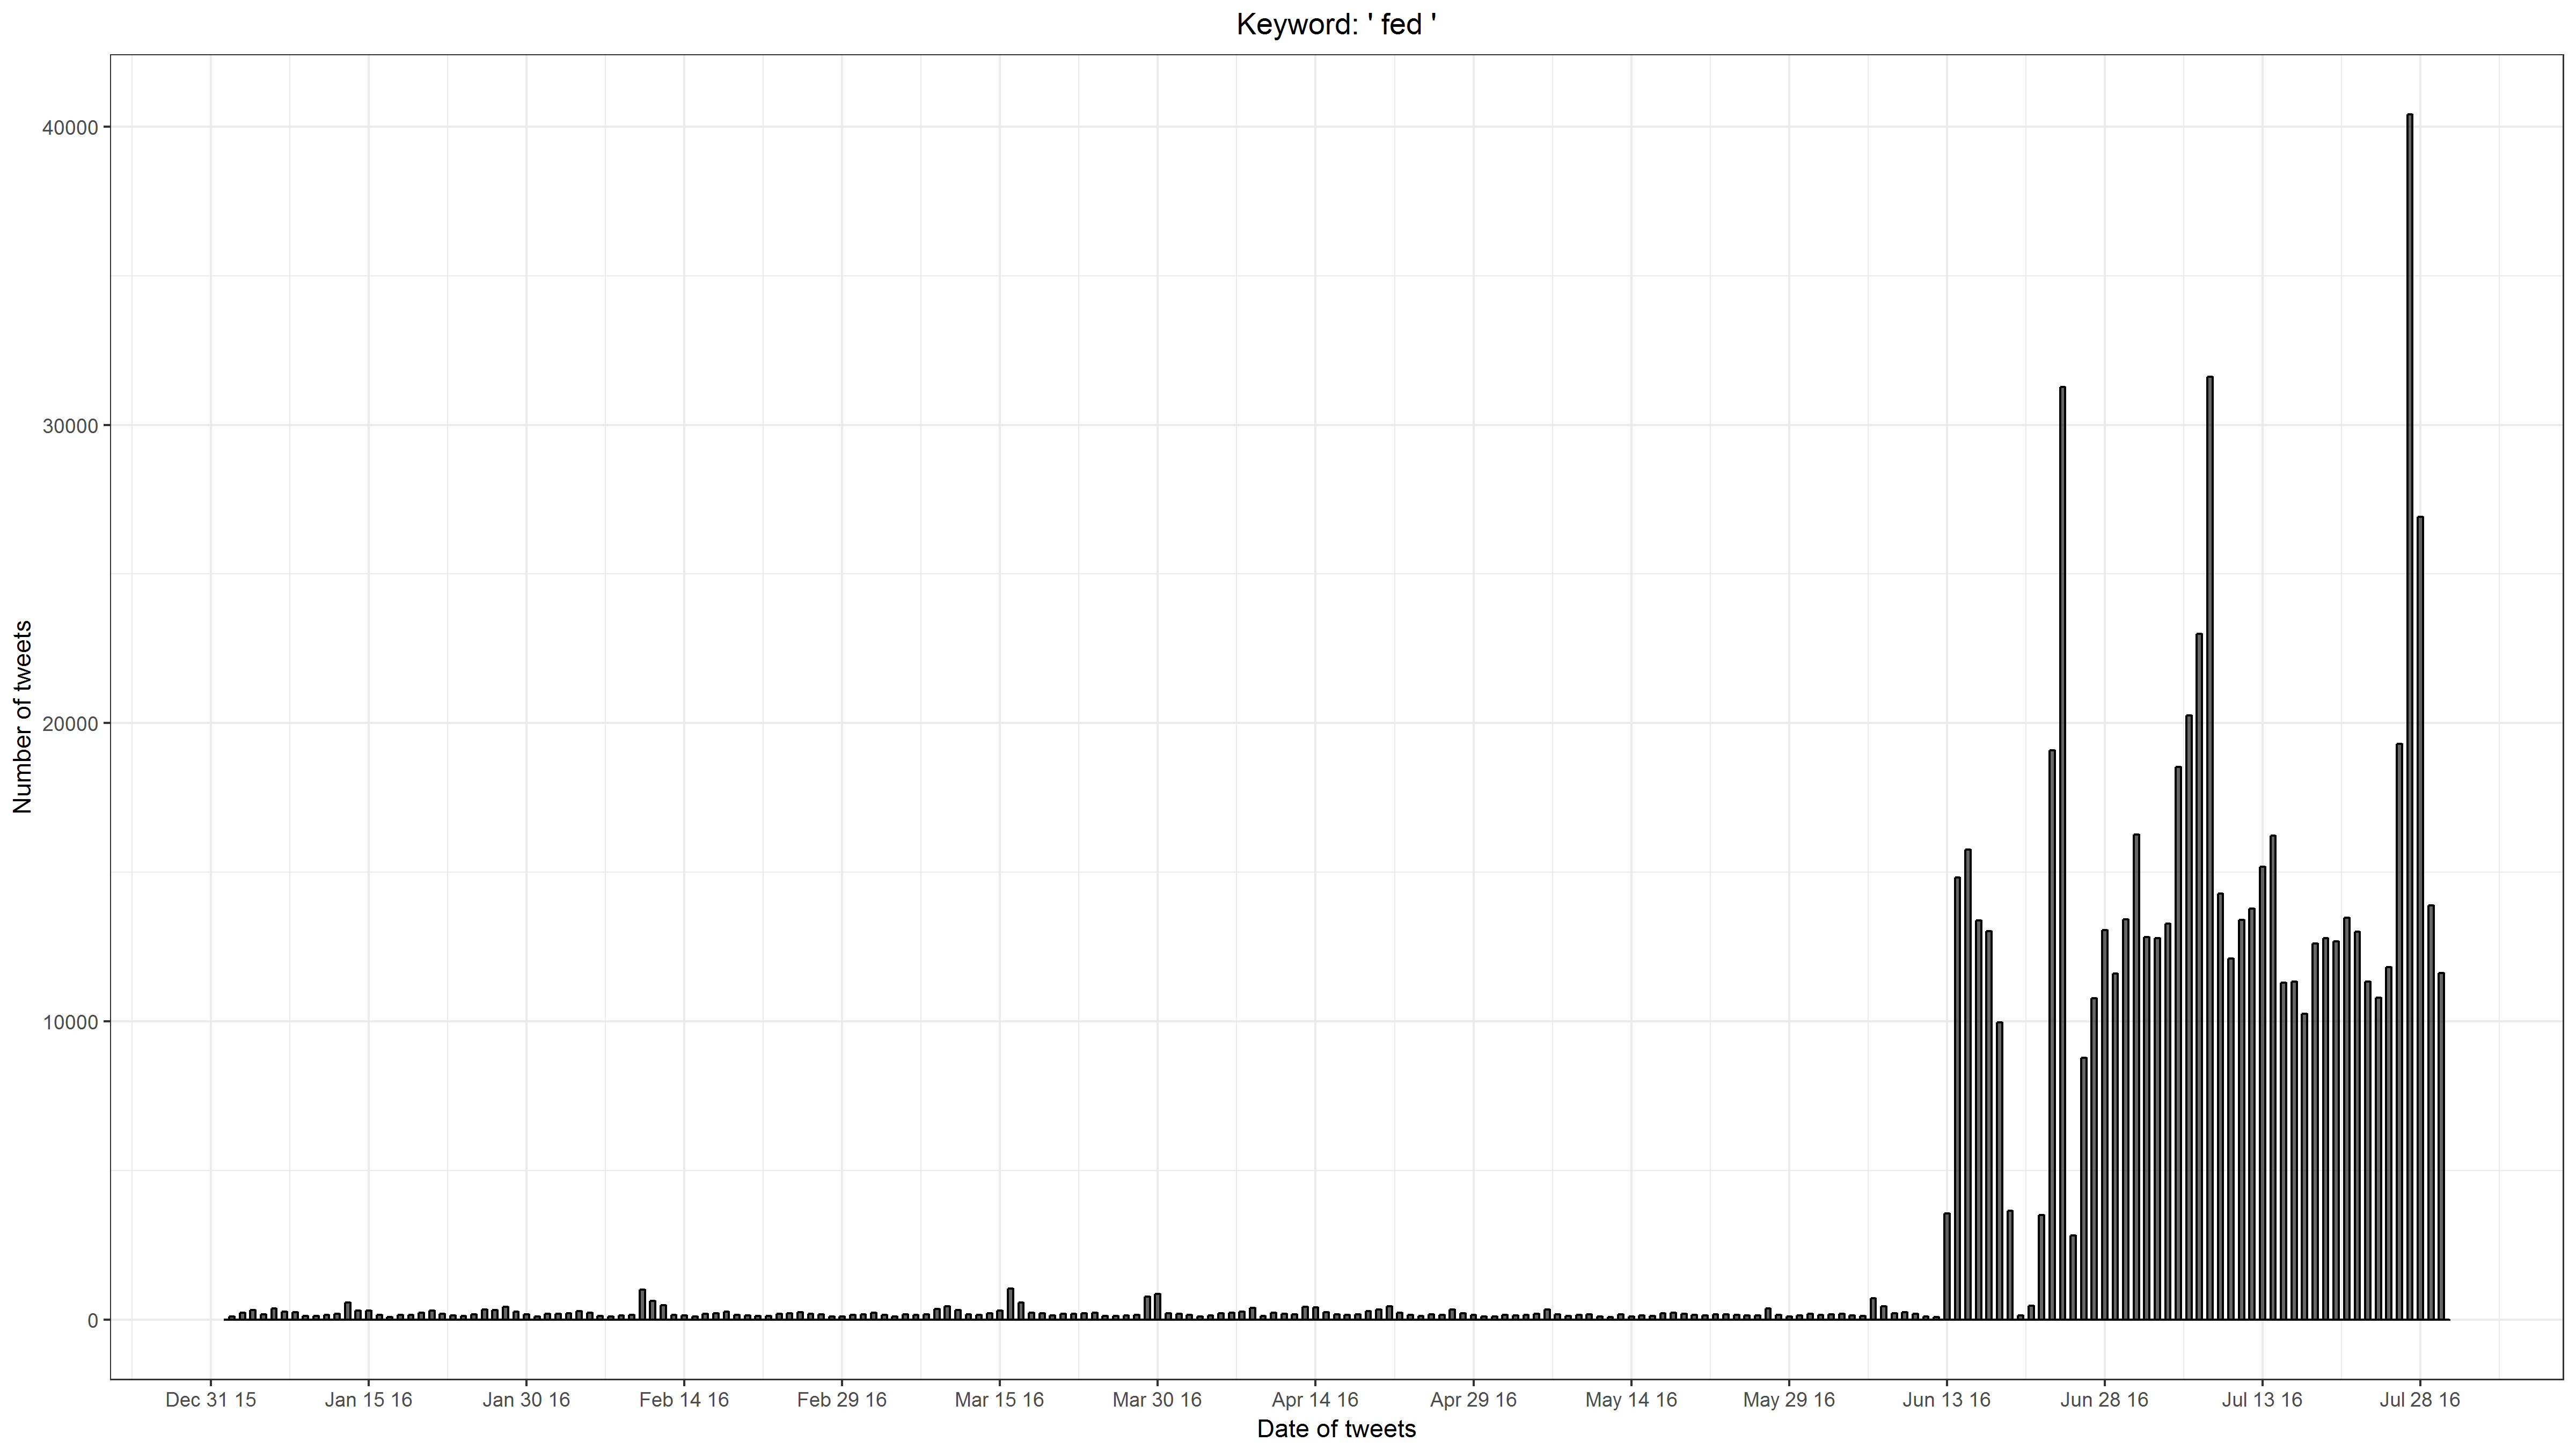 Keyword: ' fed '
Number of tweets
40000
30000
20000
10000
0
Dec 31 15 Jan 15 16 Jan 30 16 Feb 14 16 Feb 29 16 Mar 15 16 Mar 30 16 Apr 14 16 Apr 29 16 May 14 16 May 29 16 Jun 13 16 Jun 28 16 Jul 13 16 Jul 28 16
Date of tweets